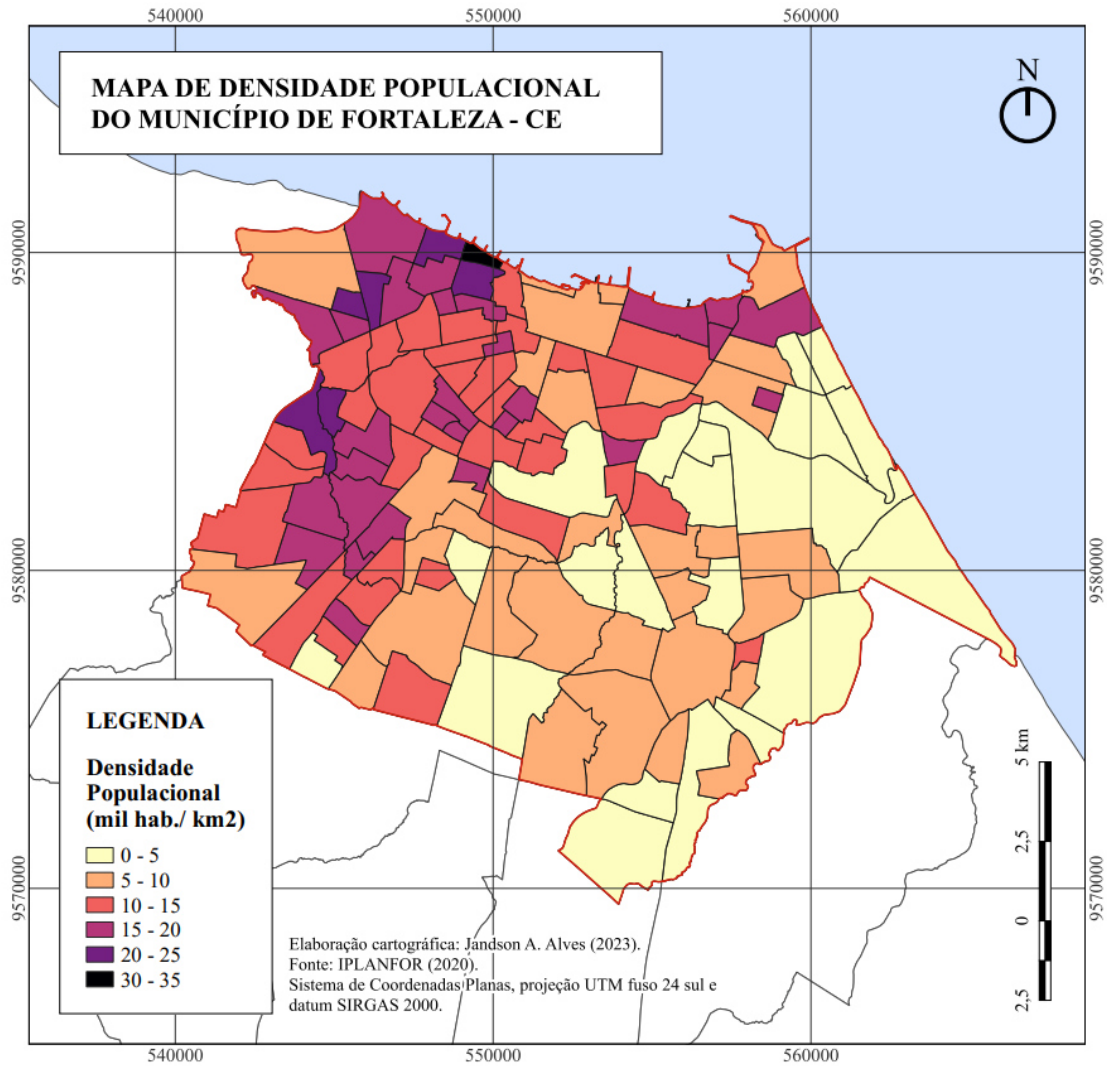 540000
550000
560000
MAPA DE DENSIDADE POPULACIONAL
DO MUNICÍPIO DE FORTALEZA - CE
N
9590000
9590000
9580000
9580000
9570000
9570000
LEGENDA
Densidade
Populacional
(mil hab./ km2)
0 - 5
5 - 10
10 - 15
15 - 20
20 - 25
30 - 35
5 km
2,5
0
2,5
Elaboração cartográfica: Jandson A. Alves (2023).
Fonte: IPLANFOR (2020).
Sistema de Coordenadas Planas, projeção UTM fuso 24 sul e
datum SIRGAS 2000.
540000
550000
560000